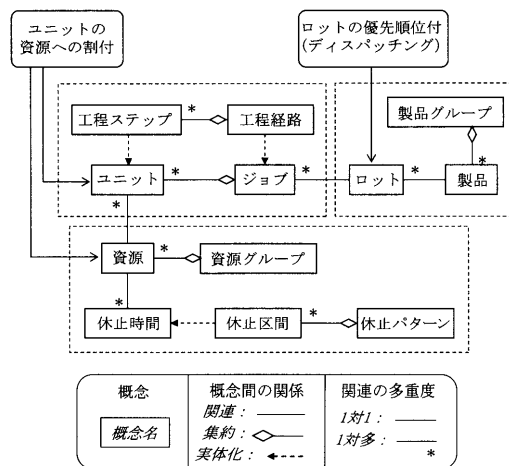 ユニットの
資源への割付
ロットの優先順位付
(ディスパッチング)
工程ステップ
*
工程経路
製品グループ
*
ユニット
*
ジョブ
*
ロット
*
製品
*
資源
*
資源グループ
*
休止時間
休止区間
*
休止パターン
概念
概念名
概念間の関係
関連：
集約：
実体化：
関連の多重度
1対1：
1対多：
*